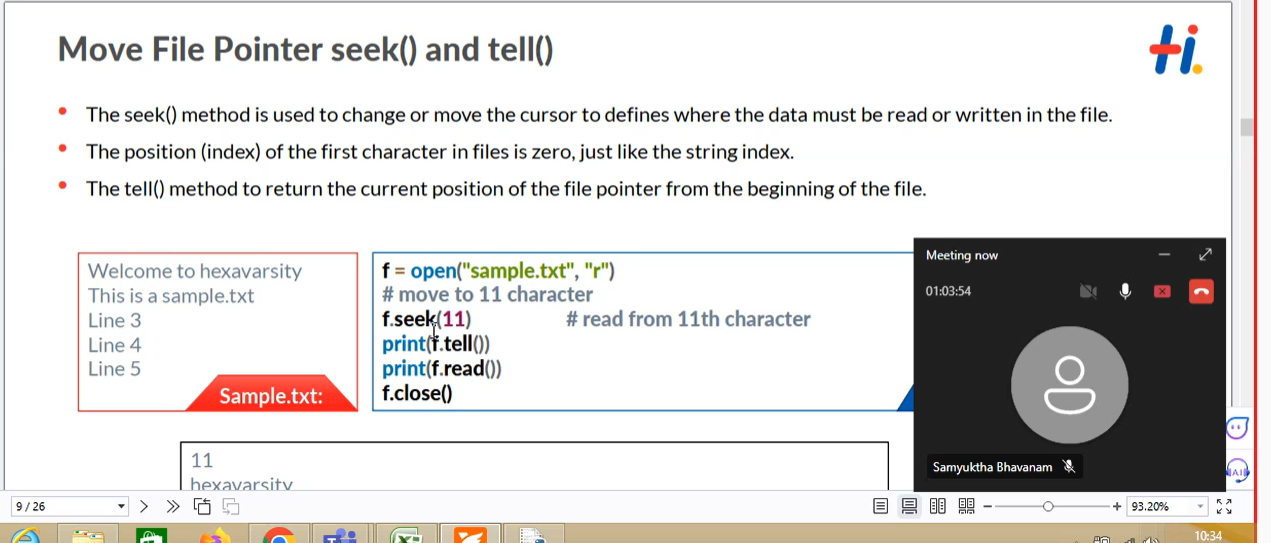 Move File Pointer seek() and tell()
Hi.
• The seek() method is used to change or move the cursor to defines where the data must be read or written in the file.
• The position (index) of the first character in files is zero, just like the string index.
• The tell() method to return the current position of the file pointer from the beginning of the file.
Welcome to hexavarsity
This is a sample.txt
Line 3
Line 4
Line 5
Sample.txt:
f = open("sample.txt", "r")
# move to 11 character
f.seek(11) # read from 11th character
print(f.tell())
print(f.read())
f.close()
Meeting now
01:03:54
Samyuktha Bhavanam
11
hexavarsity
AI
9 / 26
93.20%
10:34